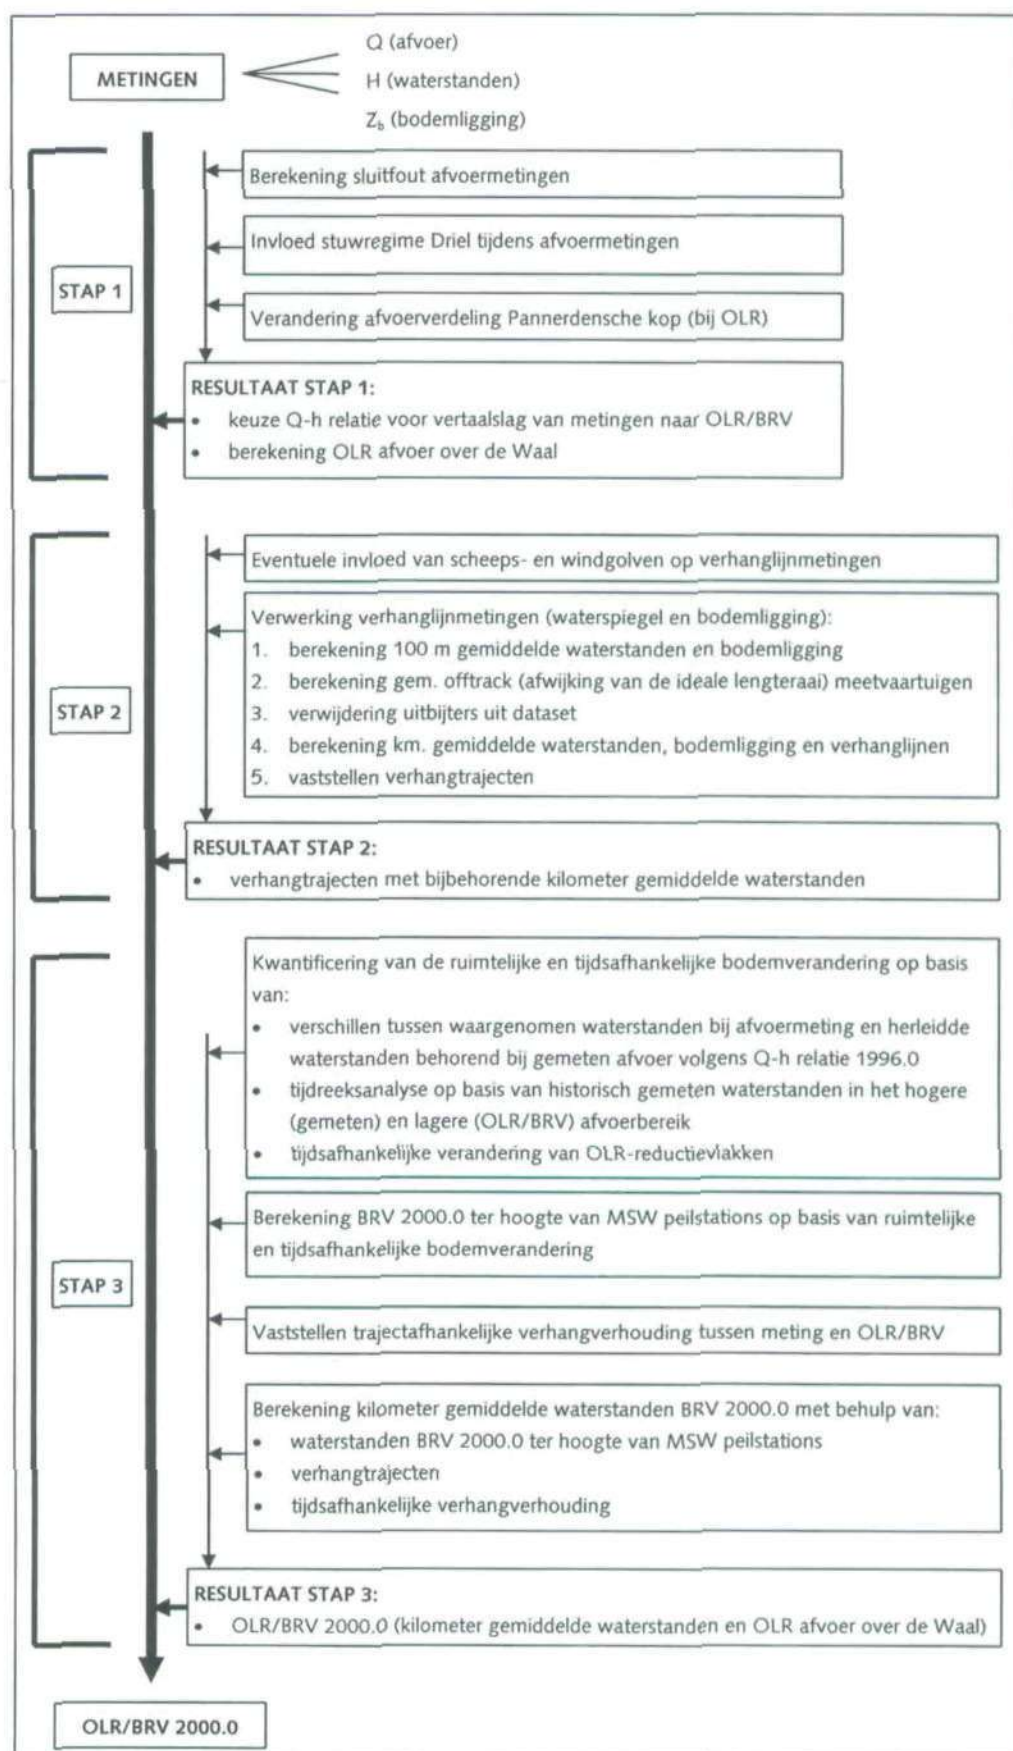 Q (afvoer)
METINGEN
H (waterstanden)
Zb (bodemligging)
STAP 1
Berekening sluitfout afvoermetingen
Invloed stuwregime Driel tijdens afvoermetingen
Verandering afvoerverdeling Pannerdensche kop (bij OLR)
RESULTAAT STAP 1:
• keuze Q-h relatie voor vertaalslag van metingen naar OLR/BRV
• berekening OLR afvoer over de Waal
STAP 2
Eventuele invloed van scheeps- en windgolven op verhanglijnmetingen
Verwerking verhanglijnmetingen (waterspiegel en bodemligging):
1. berekening 100 m gemiddelde waterstanden en bodemligging
2. berekening gem. offtrack (afwijking van de ideale lengteraai) meetvaartuigen
3. verwijdering uitbijters uit dataset
4. berekening km. gemiddelde waterstanden, bodemligging en verhanglijnen
5. vaststellen verhangtrajecten
RESULTAAT STAP 2:
• verhangtrajecten met bijbehorende kilometer gemiddelde waterstanden
STAP 3
Kwantificering van de ruimtelijke en tijdsafhankelijke bodemverandering op basis
van:
• verschillen tussen waargenomen waterstanden bij afvoermeting en herleidde
waterstanden behorend bij gemeten afvoer volgens Q-h relatie 1996.0
• tijdreeksanalyse op basis van historisch gemeten waterstanden in het hogere
(gemeten) en lagere (OLR/BRV) afvoerbereik
• tijdsafhankelijke verandering van OLR-reductievlakken
Berekening BRV 2000.0 ter hoogte van MSW peilstations op basis van ruimtelijke
en tijdsafhankelijke bodemverandering
Vaststellen trajectafhankelijke verhangverhouding tussen meting en OLR/BRV
Berekening kilometer gemiddelde waterstanden BRV 2000.0 met behulp van:
• waterstanden BRV 2000.0 ter hoogte van MSW peilstations
• verhangtrajecten
• tijdsafhankelijke verhangverhouding
RESULTAAT STAP 3:
• OLR/BRV 2000.0 (kilometer gemiddelde waterstanden en OLR afvoer over de Waal)
OLR/BRV 2000.0